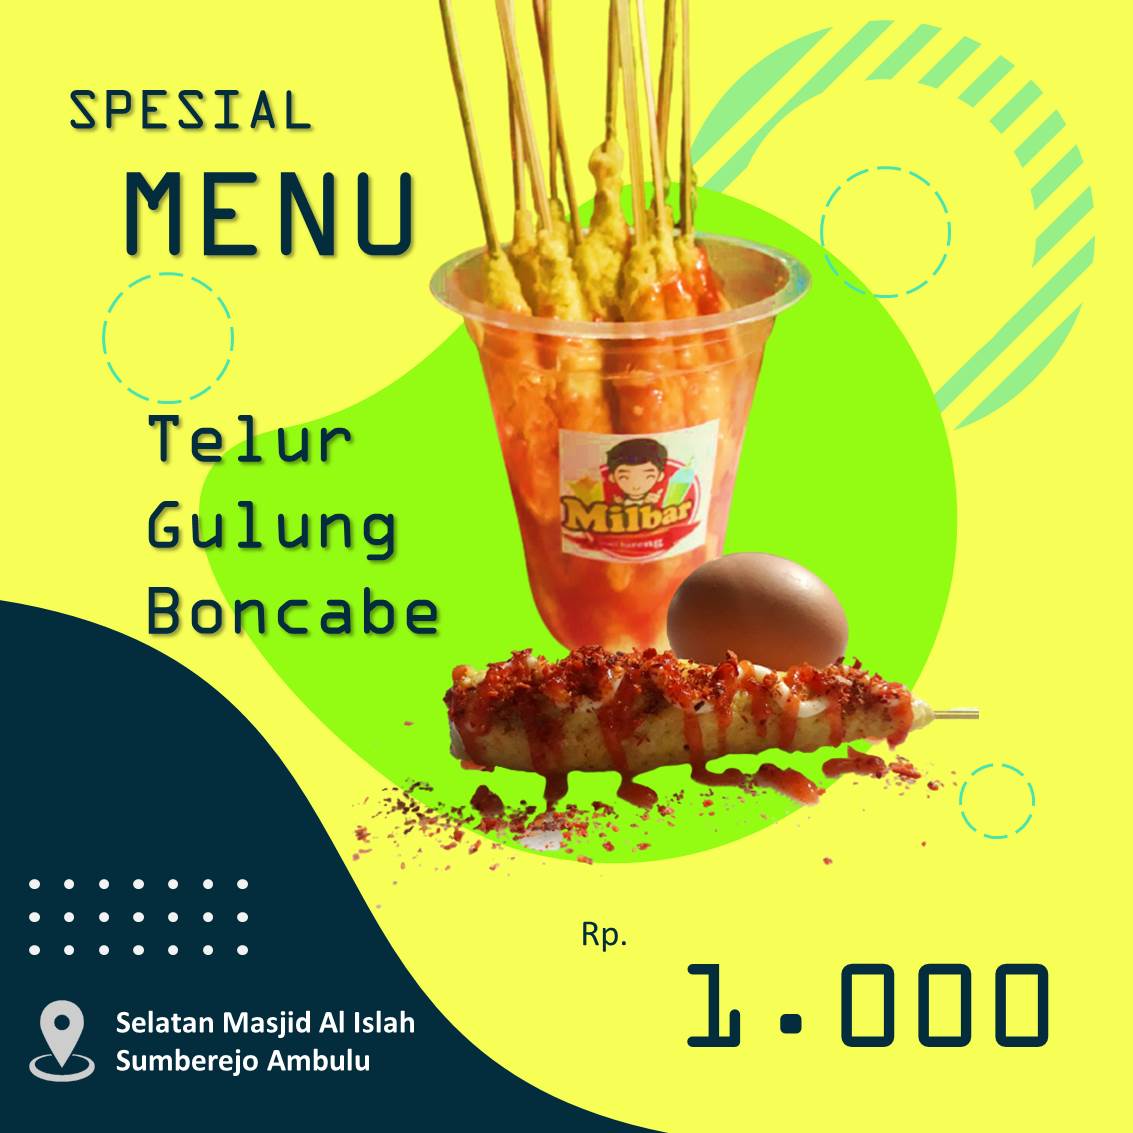 SPESIAL
MENU
Telur
Gulung
Boncabe
Milbar
Rp.
1.000
Selatan Masjid Al Islah
Sumberejo Ambulu